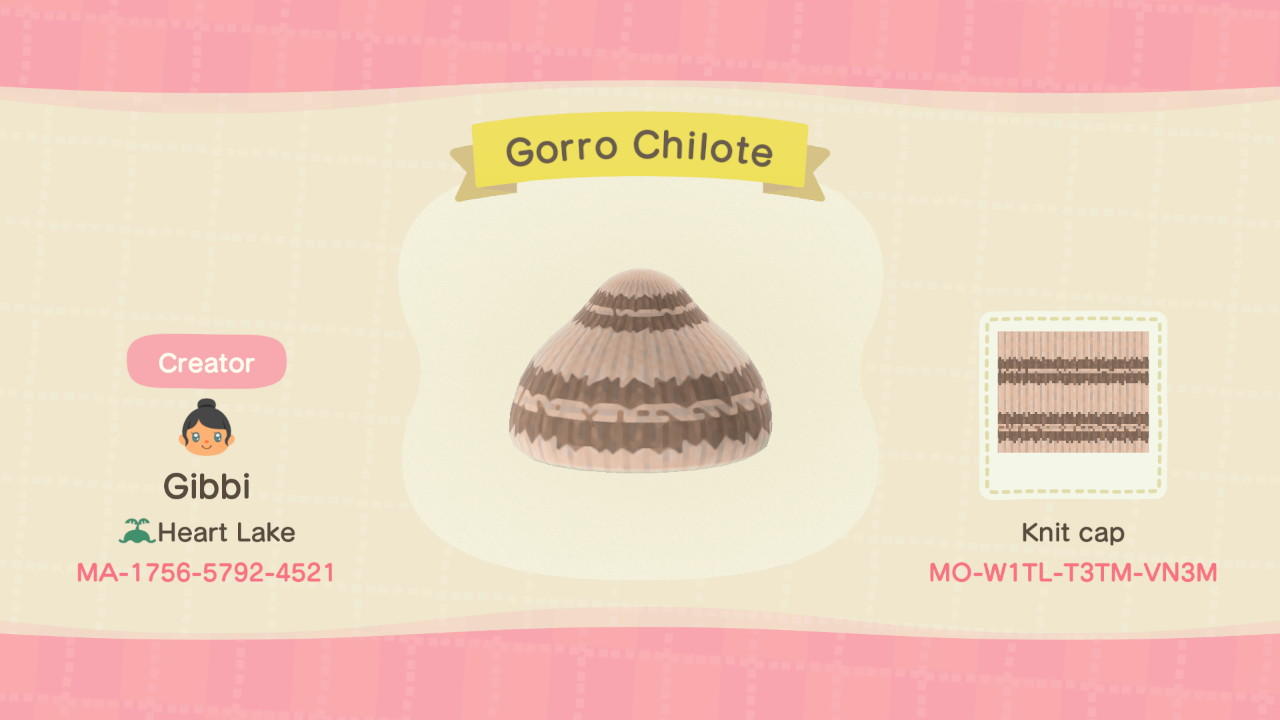 Gorro Chilote
Creator
Gibbi
Heart Lake
MA-1756-5792-4521
Knit cap
MO-W1TL-T3TM-VN3M